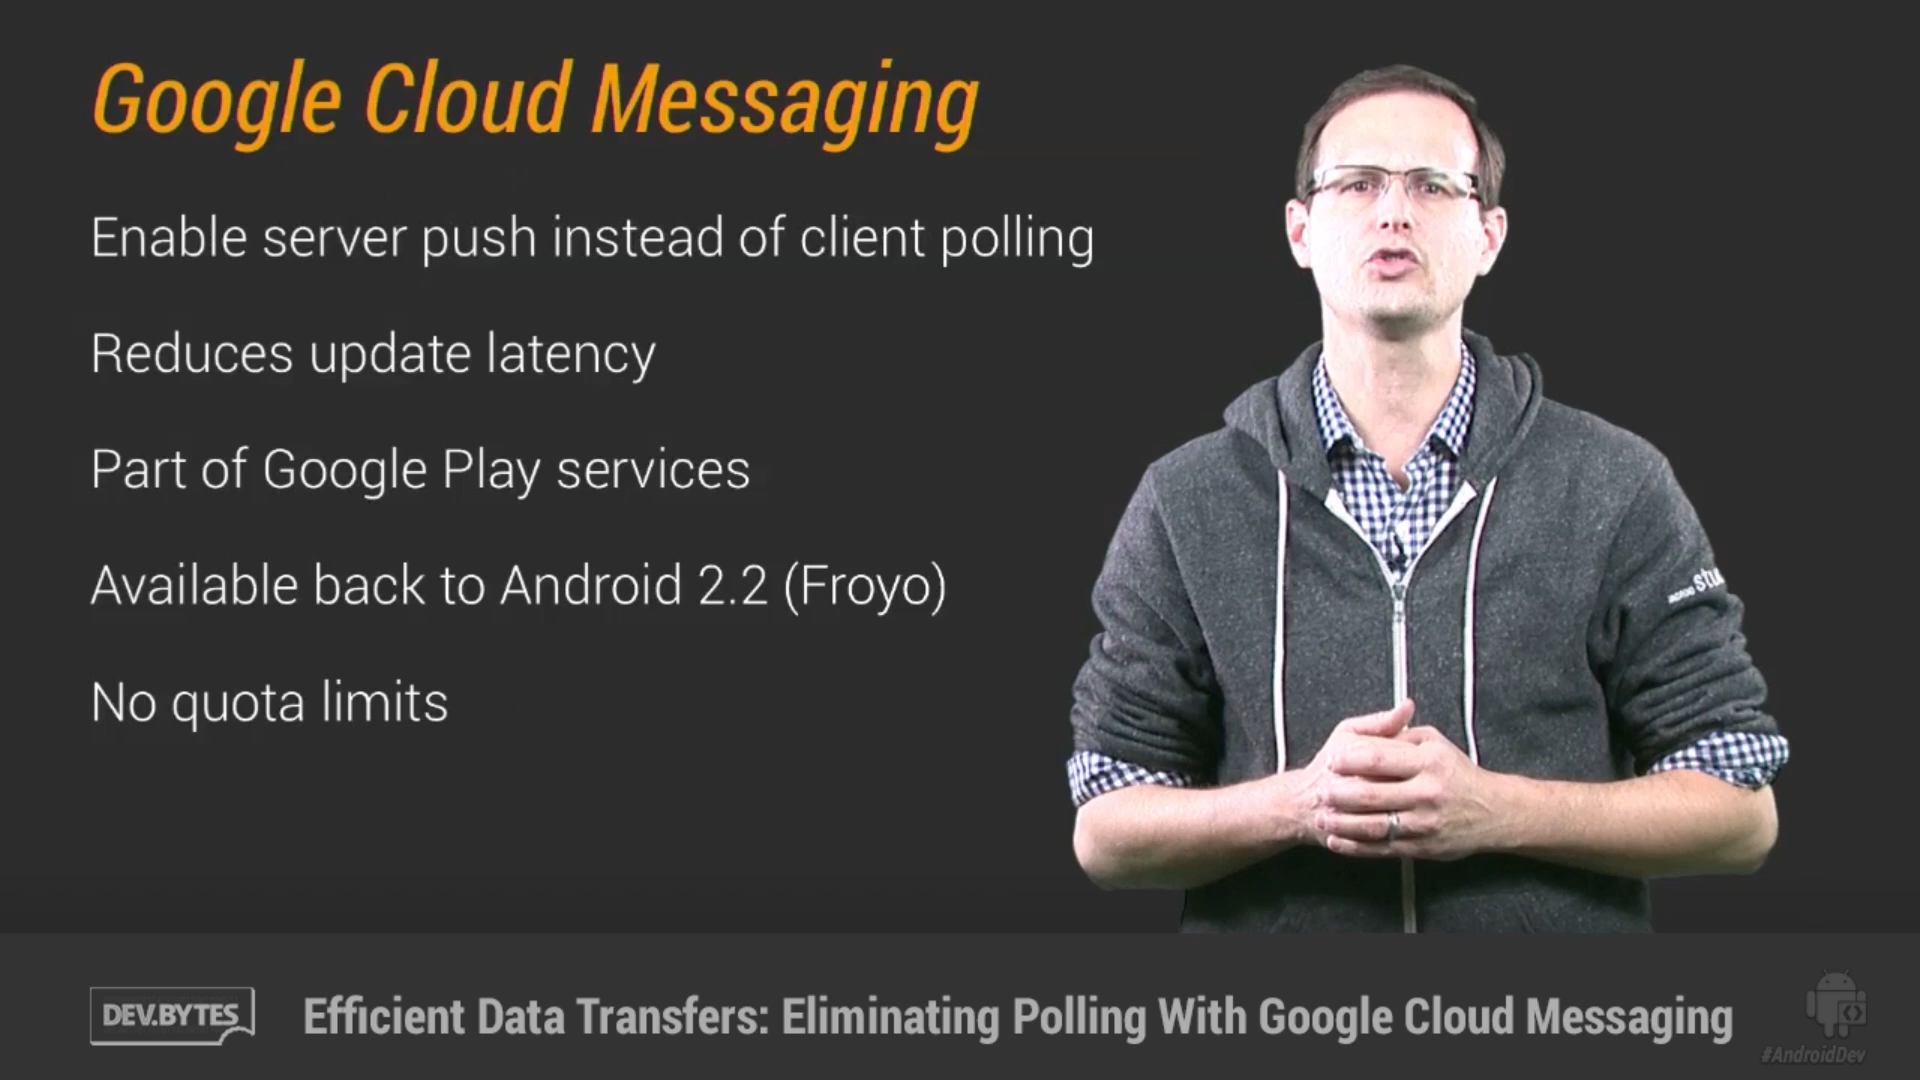 Google Cloud Messaging
Enable server push instead of client polling
Reduces update latency
Part of Google Play services
Available back to Android 2.2 (Froyo)
No quota limits
DEV.BYTES
Efficient Data Transfers: Eliminating Polling With Google Cloud Messaging
#AndroidDev